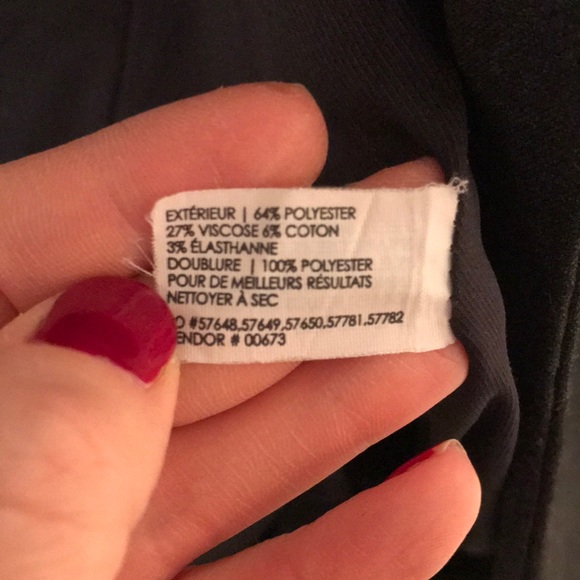 EXTÉRIEUR | 64% POLYESTER
27% VISCOSE 6% COTON
3% ÉLASTHANNE
DOUBLURE | 100% POLYESTER
POUR DE MEILLEURS RÉSULTATS
NETTOYER À SEC
O #57648,57649,57650,57781,57782
ENDOR # 00673